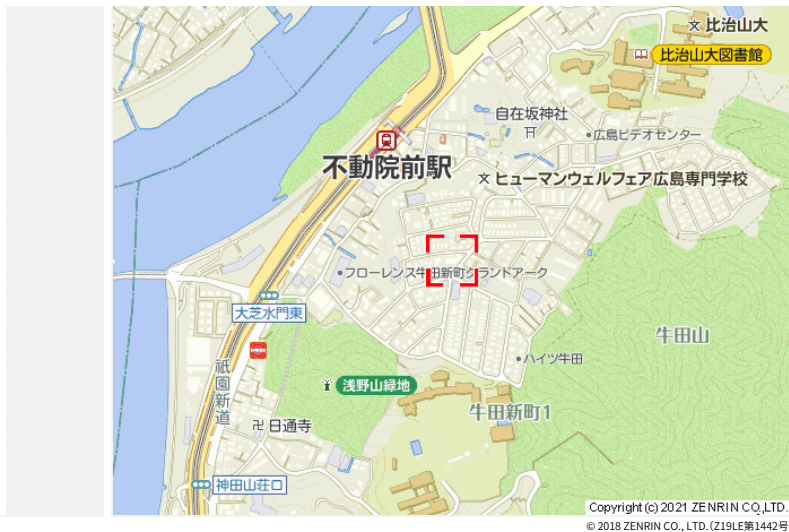 比治山大
比治山大図書館
自在坂神社
広島ビデオセンター
不動院前駅
ヒューマンウェルフェア広島専門学校
フローレンス牛田新町グランドアーク
大芝水門東
牛田山
ハイツ牛田
祇園新道
浅野山緑地
牛田新町1
日通寺
神田山荘口
Copyright (c) 2021 ZENRIN CO.,LTD.
© 2018 ZENRIN CO., LTD. (Z19LE第1442号